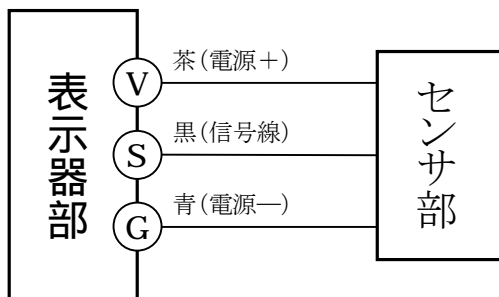 表示器部
V
茶(電源＋)
S
黒(信号線)
G
青(電源―)
センサ部